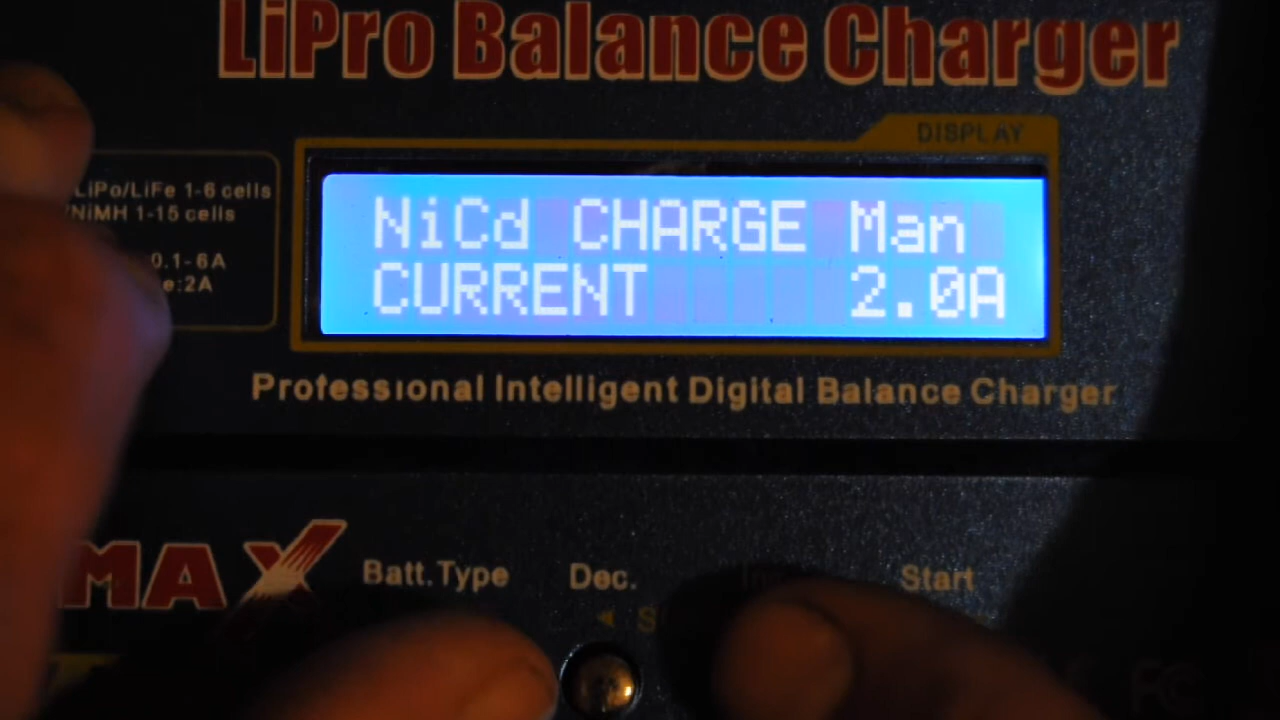 LiPro Balance Charger
DISPLAY
LiPo/LiFe 1-6 cells
/NiMH 1-15 cells
0.1-6A
e:2A
NiCd CHARGE Man
CURRENT 2.0A
Professional Intelligent Digital Balance Charger
MAX
Batt.Type Dec. Start
FC